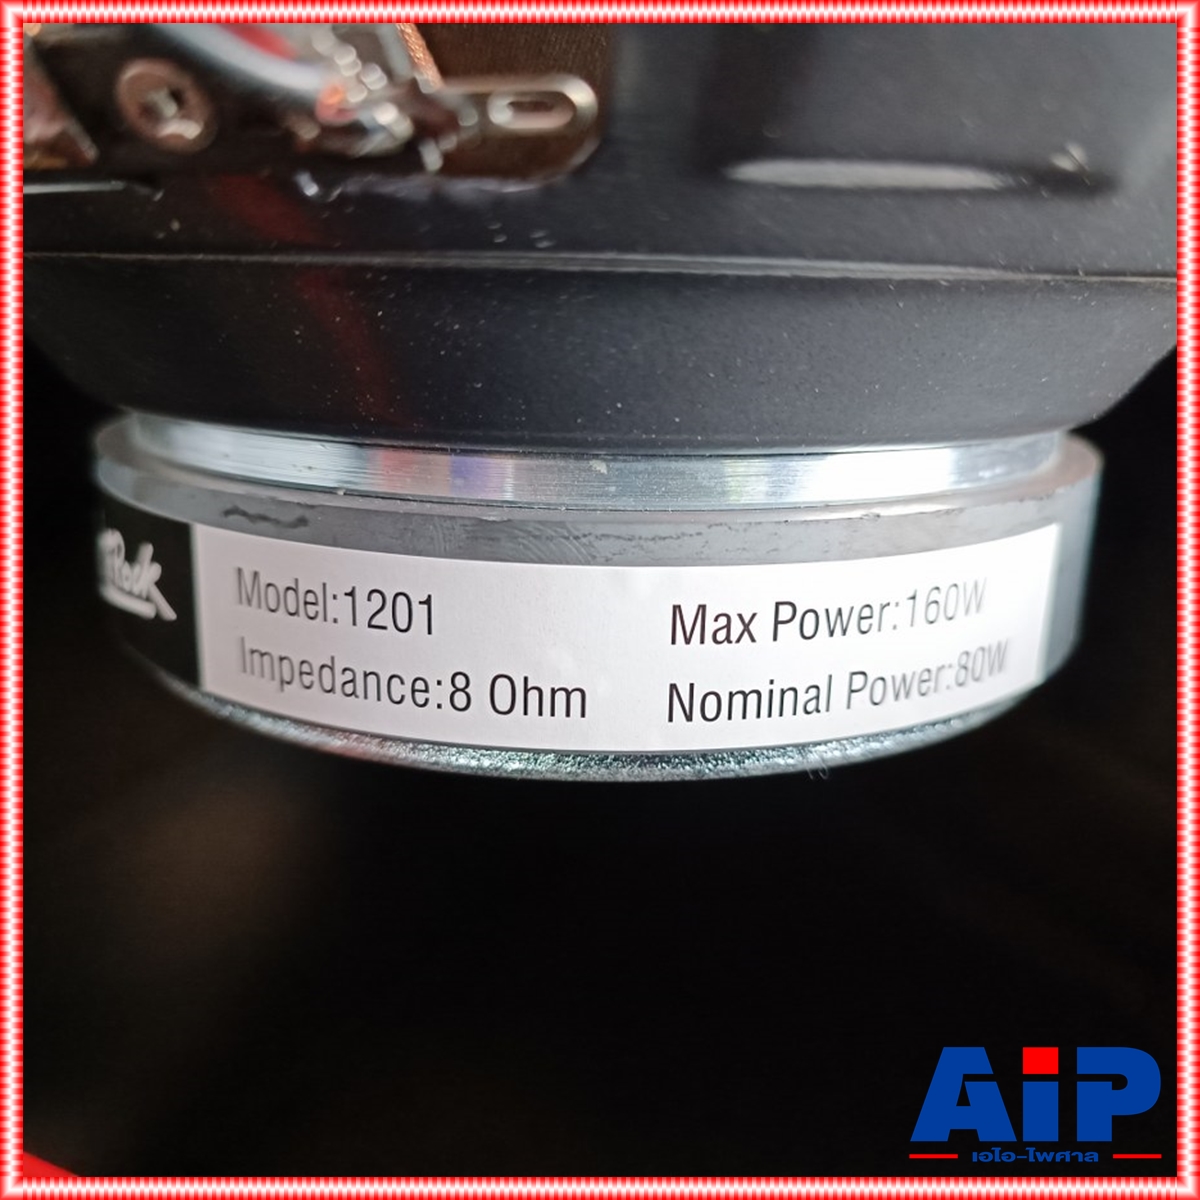 Rock
Model:1201
Impedance:8 Ohm
Max Power:160W
Nominal Power:80W
AiP
เอไอ-ไพศาล